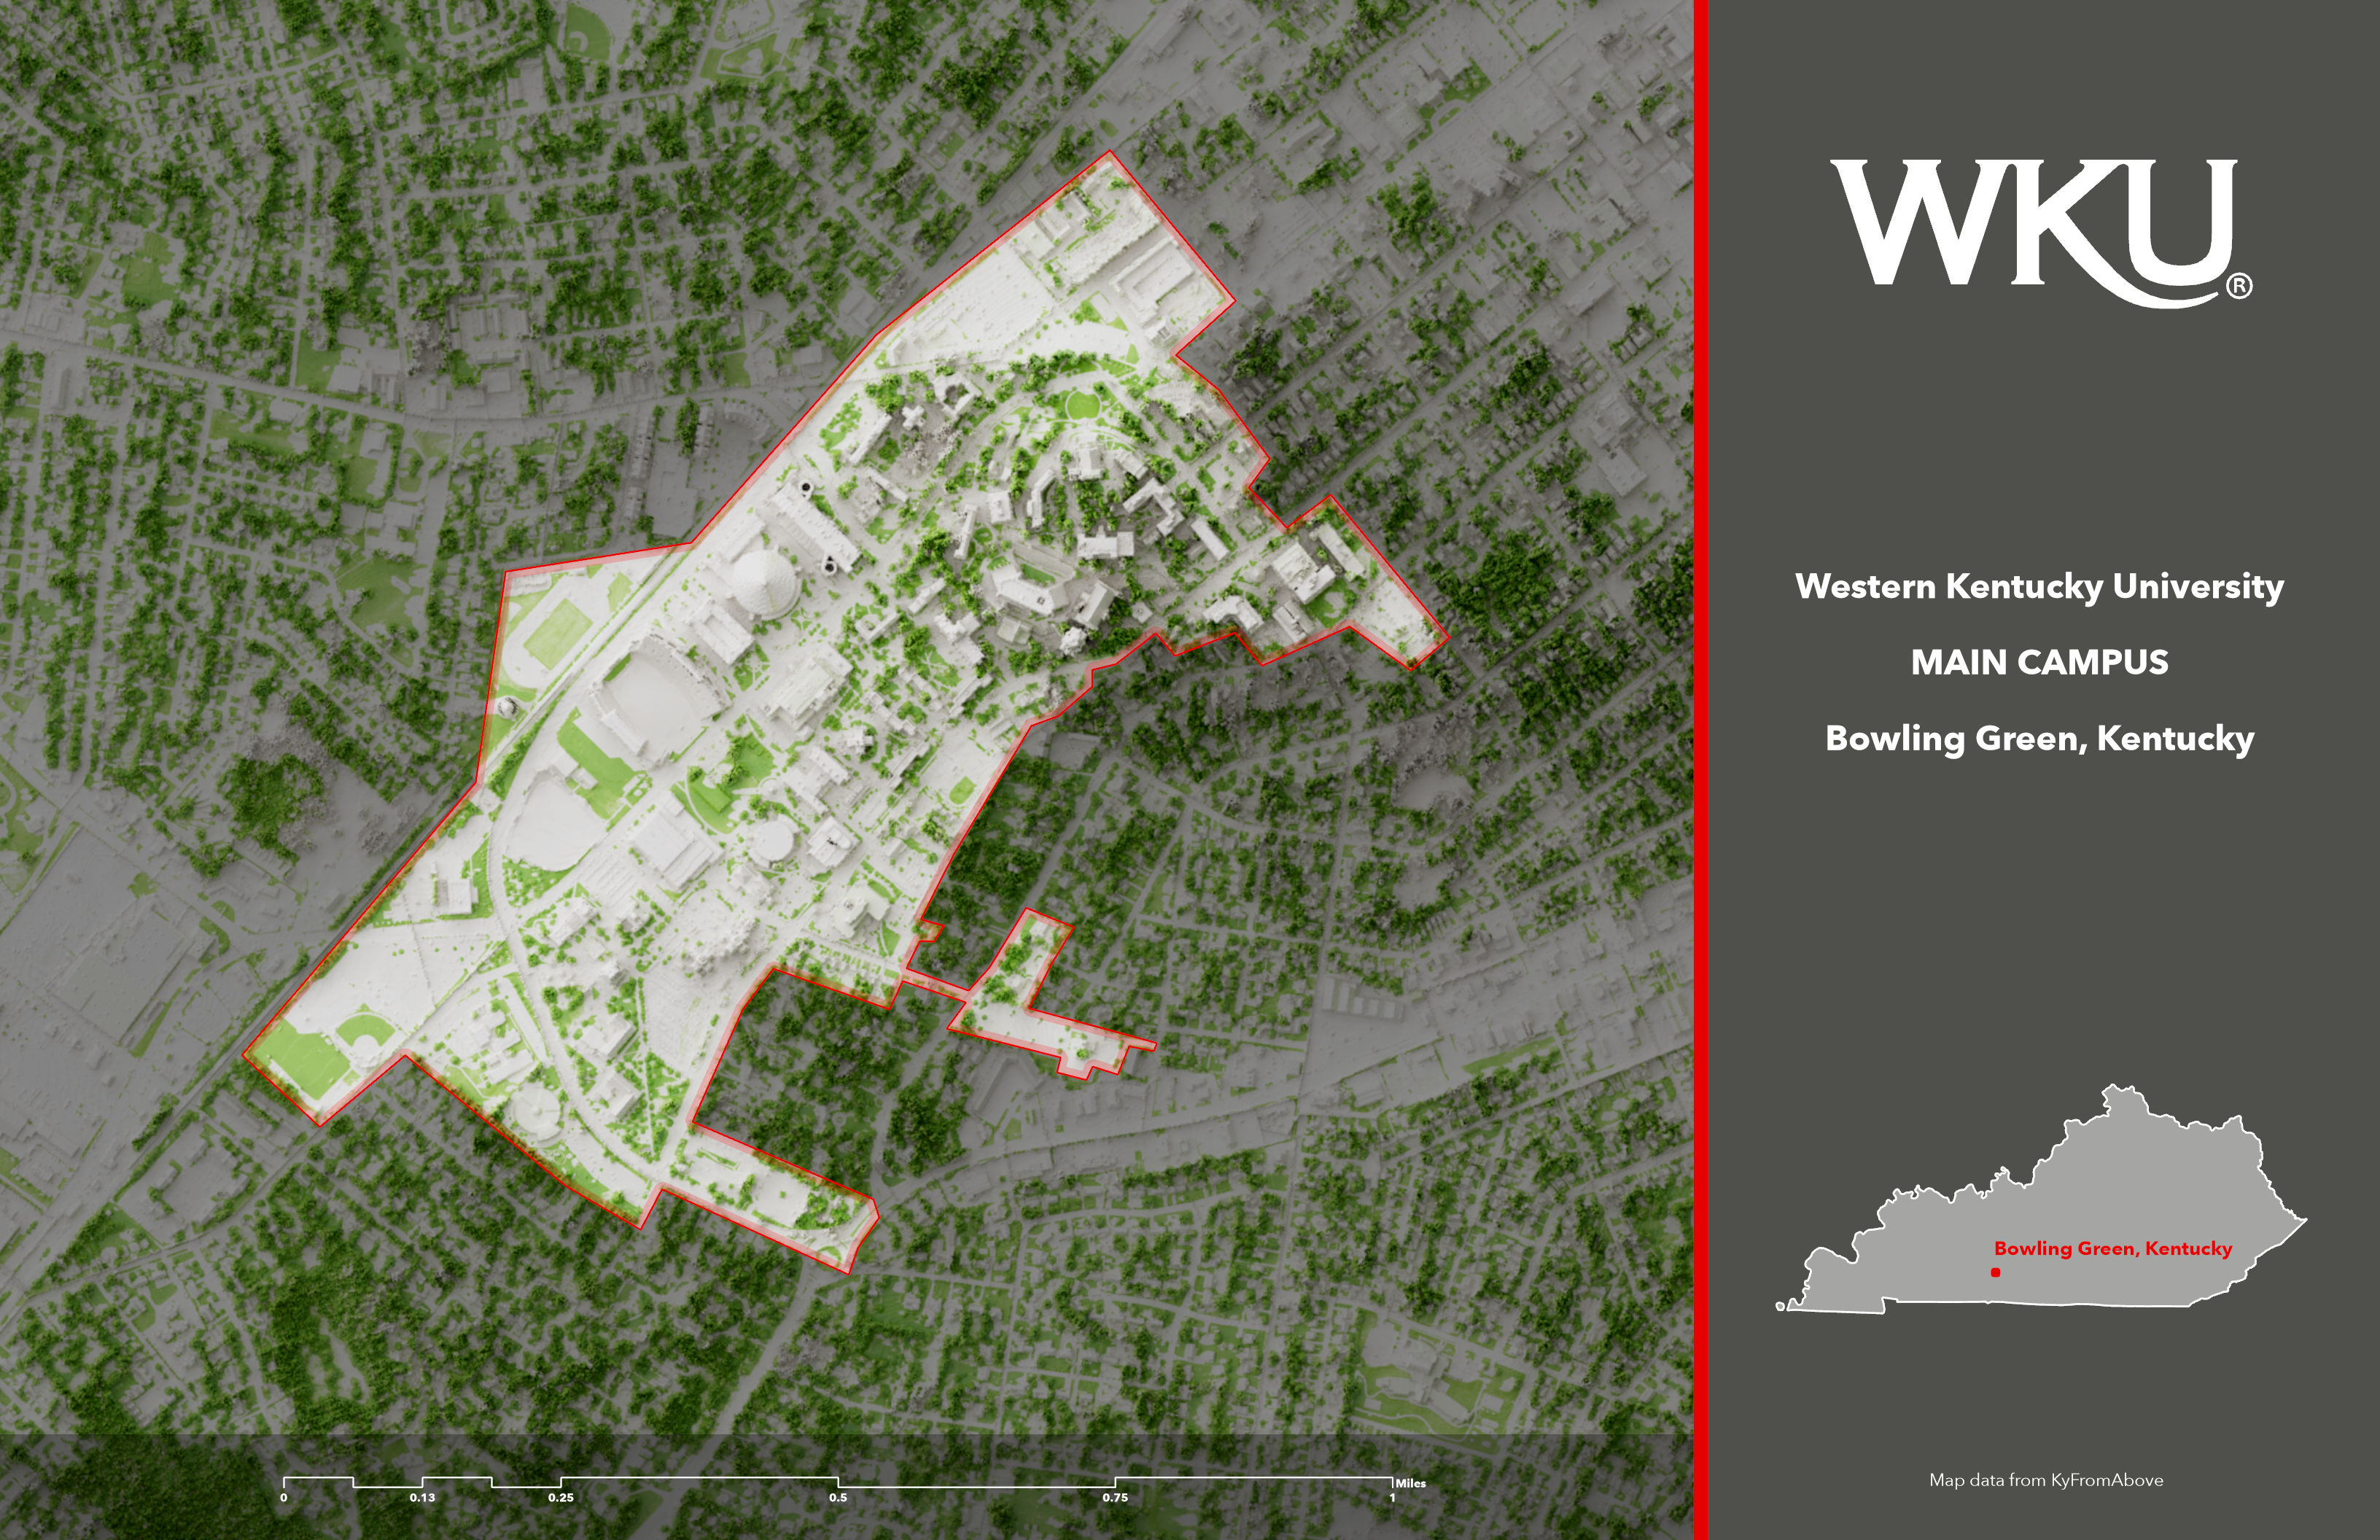 WKU®
Western Kentucky University
MAIN CAMPUS
Bowling Green, Kentucky
Bowling Green, Kentucky
Map data from KyFromAbove
Miles
0 0.13 0.25 0.5 0.75 1